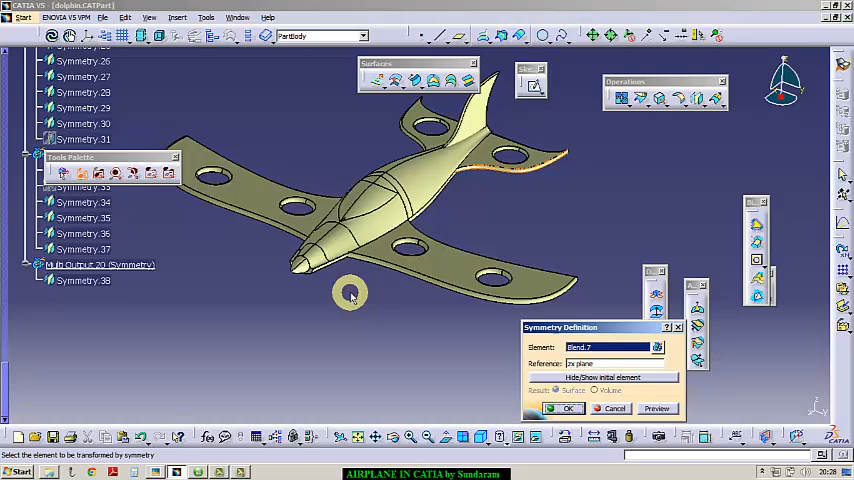 CATIA V5 - [dolphin.CATPart]
Start ENOVIA V5 VPM File Edit View Insert Tools Window Help
PartBody
Symmetry.26
Symmetry.27
Symmetry.28
Symmetry.29
Symmetry.30
Symmetry.31
Surfaces
Ske...
Operations
Tools Palette
Symmetry.33
Symmetry.34
Symmetry.35
Symmetry.36
Symmetry.37
Multi Output.20 (Symmetry)
Symmetry.38
Symmetry Definition
Element: Blend.7
Reference: zx plane
Hide/Show initial element
Result: Surface Volume
OK Cancel Preview
Select the element to be transformed by symmetry
Start
AIRPLANE IN CATIA by Sundaram
20:28